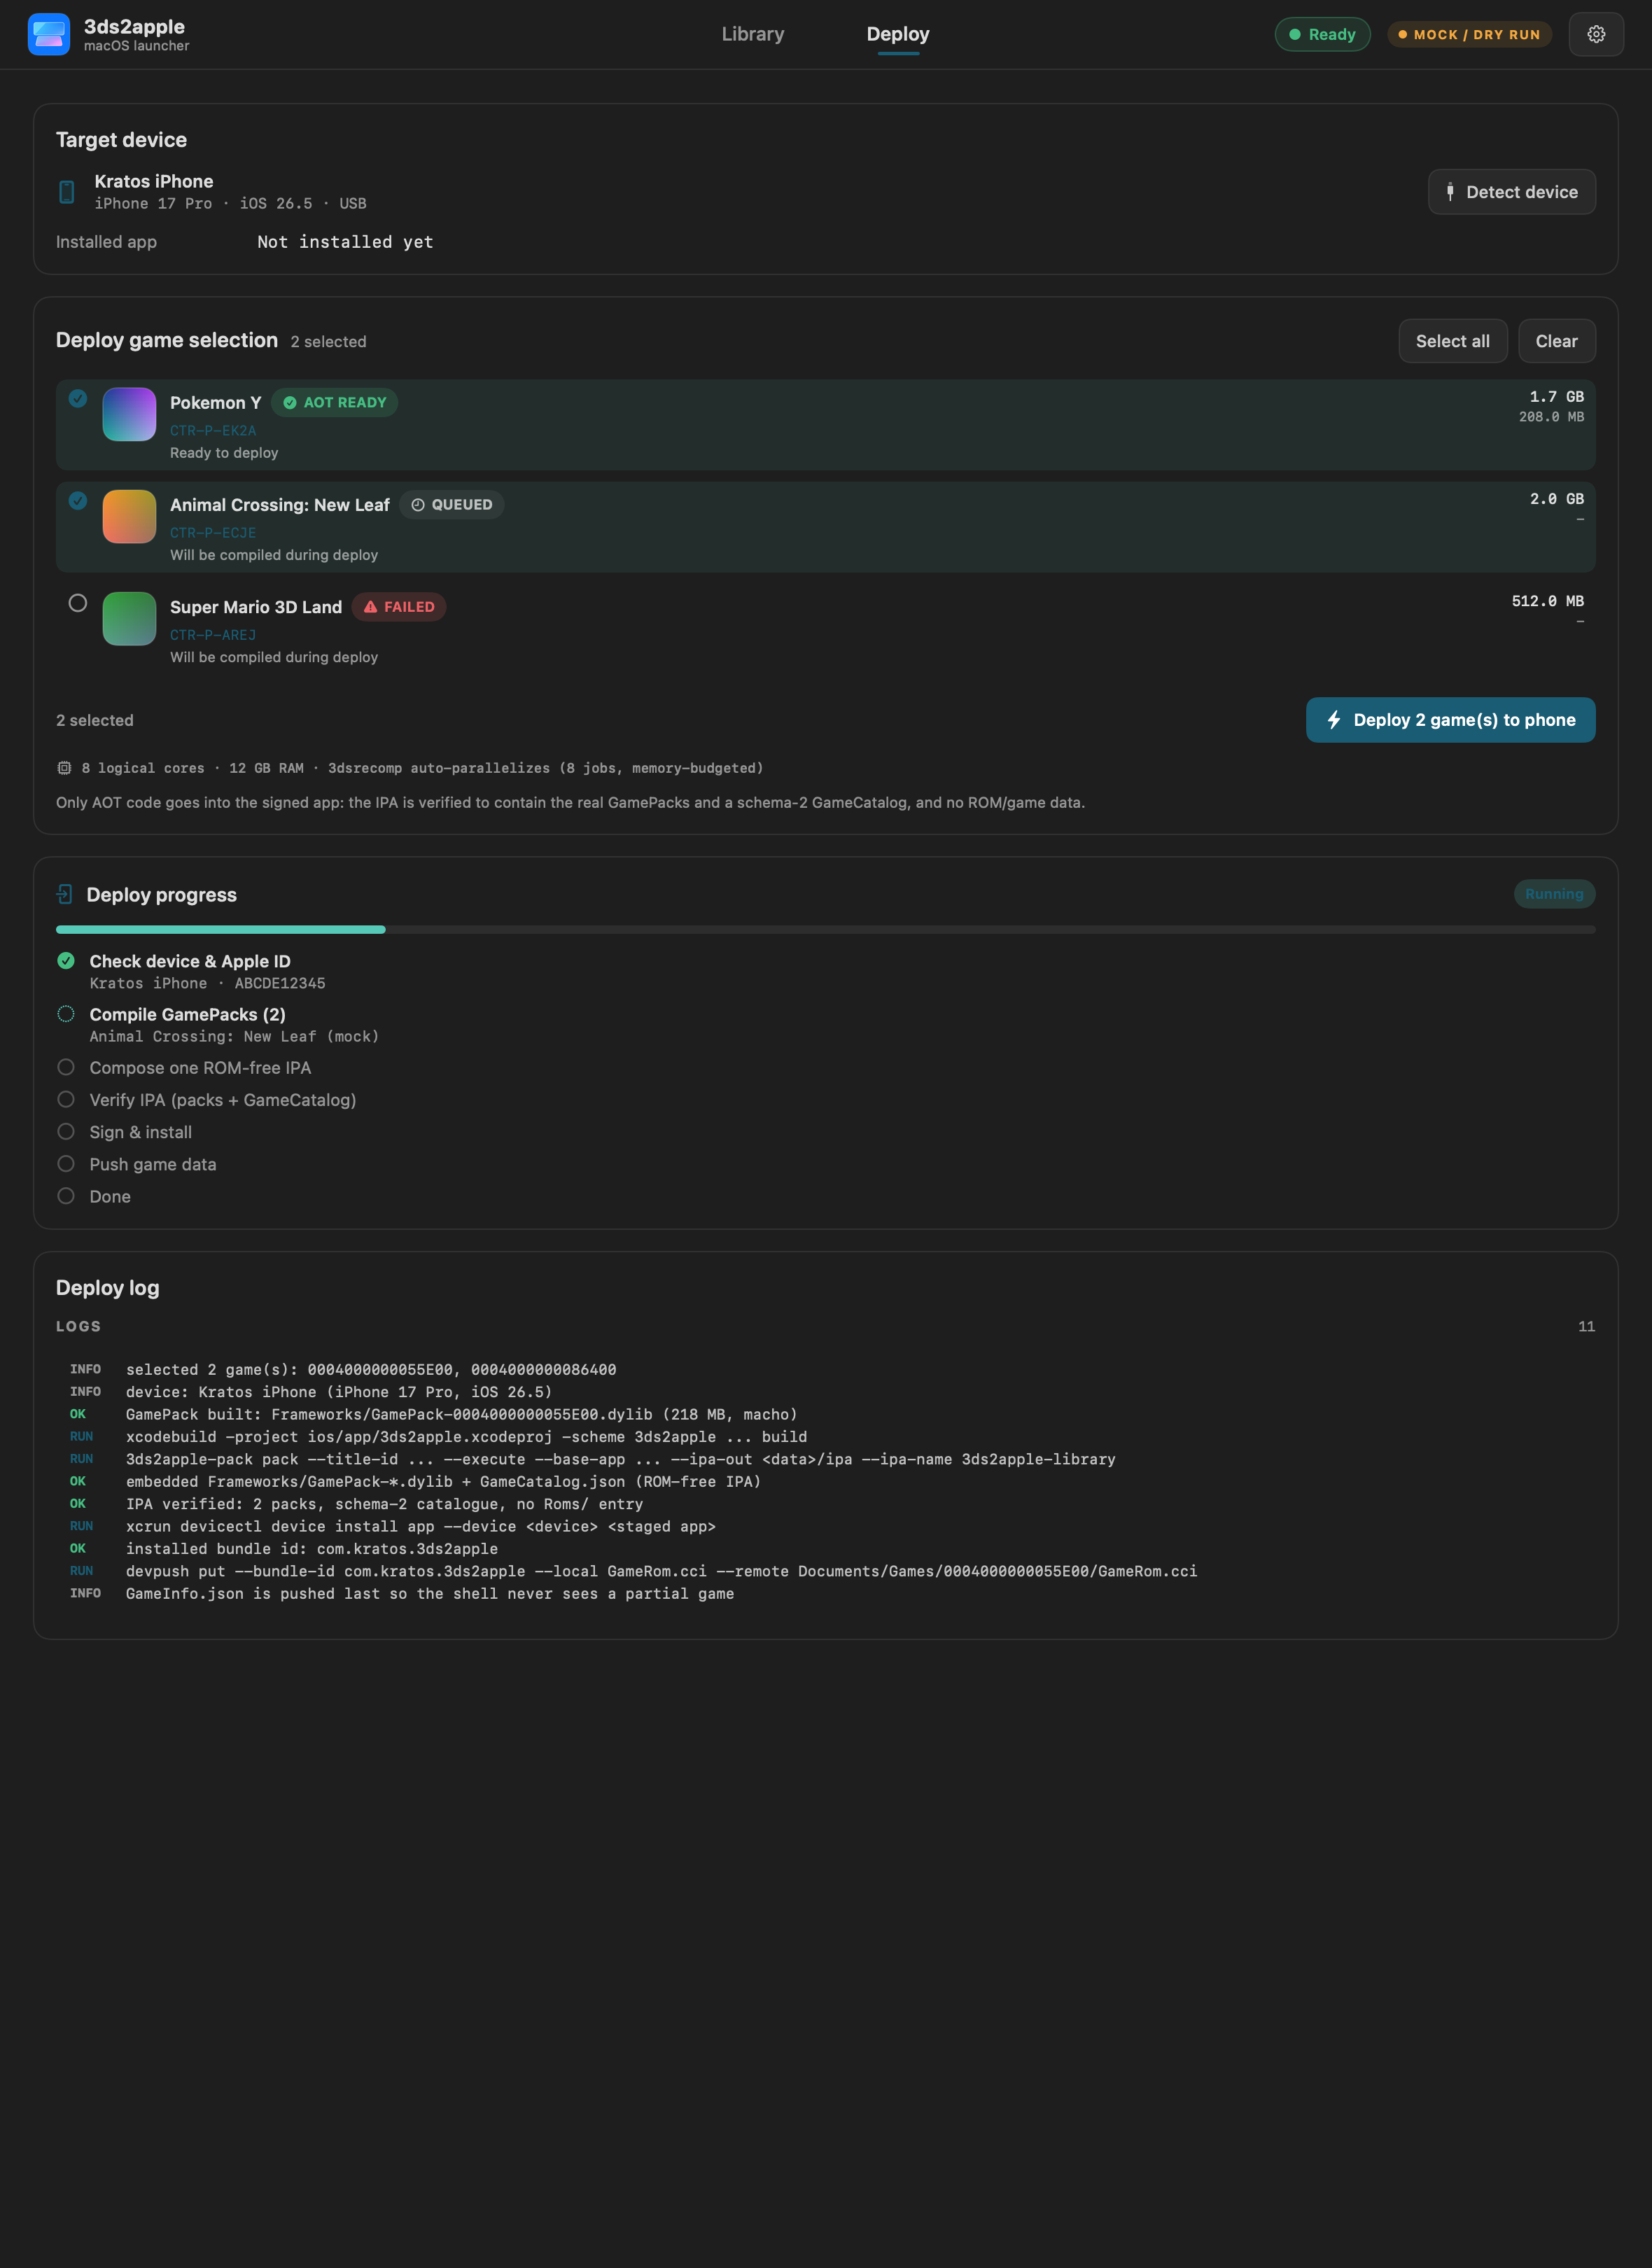 3ds2apple
macOS launcher
Library
Deploy
Ready
MOCK / DRY RUN
Target device
Kratos iPhone
iPhone 17 Pro · iOS 26.5 · USB
Detect device
Installed app
Not installed yet
Deploy game selection
2 selected
Select all
Clear
Pokemon Y
AOT READY
1.7 GB
CTR-P-EK2A
208.0 MB
Ready to deploy
Animal Crossing: New Leaf
QUEUED
2.0 GB
CTR-P-ECJE
—
Will be compiled during deploy
Super Mario 3D Land
FAILED
512.0 MB
CTR-P-AREJ
—
Will be compiled during deploy
2 selected
Deploy 2 game(s) to phone
8 logical cores · 12 GB RAM · 3dsrecomp auto-parallelizes (8 jobs, memory-budgeted)
Only AOT code goes into the signed app: the IPA is verified to contain the real GamePacks and a schema-2 GameCatalog, and no ROM/game data.
Deploy progress
Running
Check device & Apple ID
Kratos iPhone · ABCDE12345
Compile GamePacks (2)
Animal Crossing: New Leaf (mock)
Compose one ROM-free IPA
Verify IPA (packs + GameCatalog)
Sign & install
Push game data
Done
Deploy log
LOGS
11
INFO selected 2 game(s): 0004000000055E00, 0004000000086400
INFO device: Kratos iPhone (iPhone 17 Pro, iOS 26.5)
OK GamePack built: Frameworks/GamePack-0004000000055E00.dylib (218 MB, macho)
RUN xcodebuild -project ios/app/3ds2apple.xcodeproj -scheme 3ds2apple ... build
RUN 3ds2apple-pack pack --title-id ... --execute --base-app ... --ipa-out <data>/ipa --ipa-name 3ds2apple-library
OK embedded Frameworks/GamePack-*.dylib + GameCatalog.json (ROM-free IPA)
OK IPA verified: 2 packs, schema-2 catalogue, no Roms/ entry
RUN xcrun devicectl device install app --device <device> <staged app>
OK installed bundle id: com.kratos.3ds2apple
RUN devpush put --bundle-id com.kratos.3ds2apple --local GameRom.cci --remote Documents/Games/0004000000055E00/GameRom.cci
INFO GameInfo.json is pushed last so the shell never sees a partial game